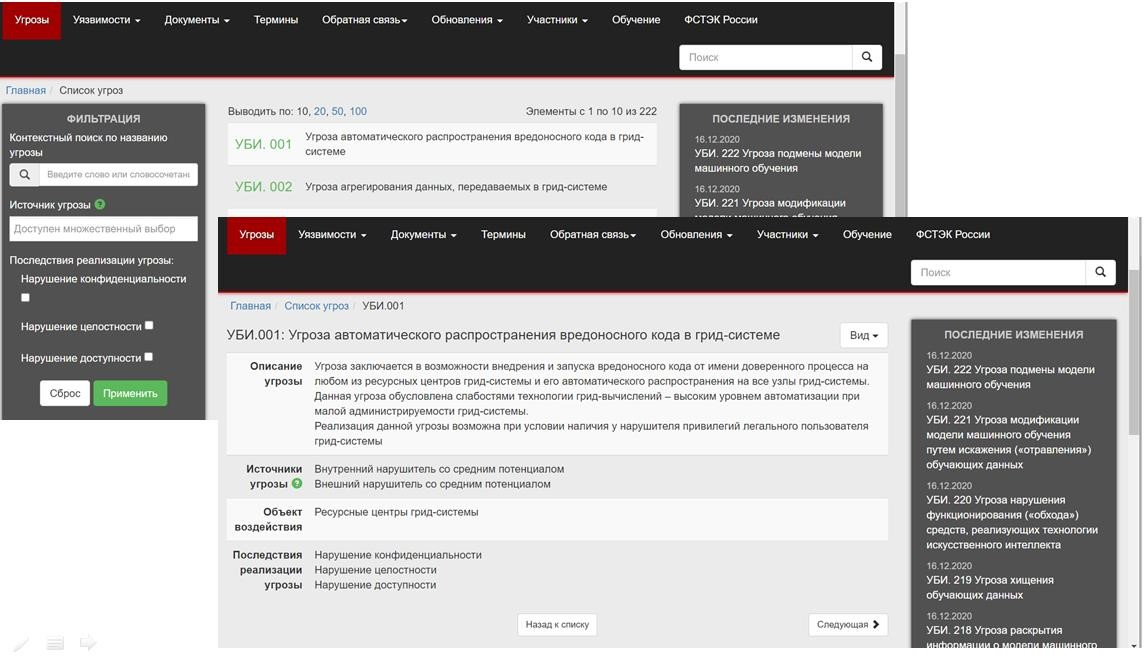 Угрозы Уязвимости Документы Термины Обратная связь Обновления Участники Обучение ФСТЭК России
Поиск
Главная / Список угроз
ФИЛЬТРАЦИЯ
Контекстный поиск по названию
угрозы
Введите слово или словосочетани
Источник угрозы ?
Доступен множественный выбор
Последствия реализации угрозы:
Нарушение конфиденциальности
Нарушение целостности
Нарушение доступности
Сброс Применить
Выводить по: 10, 20, 50, 100 Элементы с 1 по 10 из 222
УБИ. 001 Угроза автоматического распространения вредоносного кода в грид-
системе
УБИ. 002 Угроза агрегирования данных, передаваемых в грид-системе
ПОСЛЕДНИЕ ИЗМЕНЕНИЯ
16.12.2020
УБИ. 222 Угроза подмены модели
машинного обучения
16.12.2020
УБИ. 221 Угроза модификации
модели машинного обучения
Угрозы Уязвимости Документы Термины Обратная связь Обновления Участники Обучение ФСТЭК России
Поиск
Главная / Список угроз / УБИ.001
УБИ.001: Угроза автоматического распространения вредоносного кода в грид-системе Вид
Описание
угрозы
Угроза заключается в возможности внедрения и запуска вредоносного кода от имени доверенного процесса на
любом из ресурсных центров грид-системы и его автоматического распространения на все узлы грид-системы.
Данная угроза обусловлена слабостями технологии грид-вычислений – высоким уровнем автоматизации при
малой администрируемости грид-системы.
Реализация данной угрозы возможна при условии наличия у нарушителя привилегий легального пользователя
грид-системы
Источники
угрозы ?
Внутренний нарушитель со средним потенциалом
Внешний нарушитель со средним потенциалом
Объект
воздействия
Ресурсные центры грид-системы
Последствия
реализации
угрозы
Нарушение конфиденциальности
Нарушение целостности
Нарушение доступности
Назад к списку Следующая
ПОСЛЕДНИЕ ИЗМЕНЕНИЯ
16.12.2020
УБИ. 222 Угроза подмены модели
машинного обучения
16.12.2020
УБИ. 221 Угроза модификации
модели машинного обучения
путем искажения («отравления»)
обучающих данных
16.12.2020
УБИ. 220 Угроза нарушения
функционирования («обхода»)
средств, реализующих технологии
искусственного интеллекта
16.12.2020
УБИ. 219 Угроза хищения
обучающих данных
16.12.2020
УБИ. 218 Угроза раскрытия
информации о модели машинного